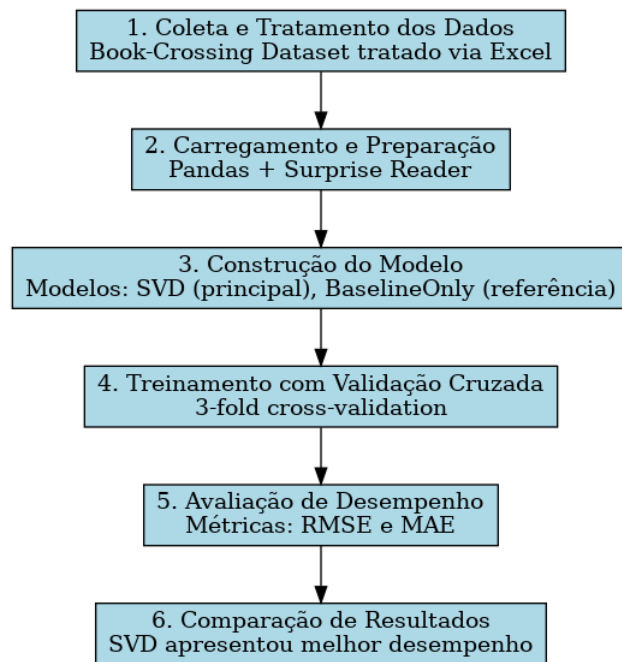 1. Coleta e Tratamento dos Dados
Book-Crossing Dataset tratado via Excel
2. Carregamento e Preparação
Pandas + Surprise Reader
3. Construção do Modelo
Modelos: SVD (principal), BaselineOnly (referência)
4. Treinamento com Validação Cruzada
3-fold cross-validation
5. Avaliação de Desempenho
Métricas: RMSE e MAE
6. Comparação de Resultados
SVD apresentou melhor desempenho